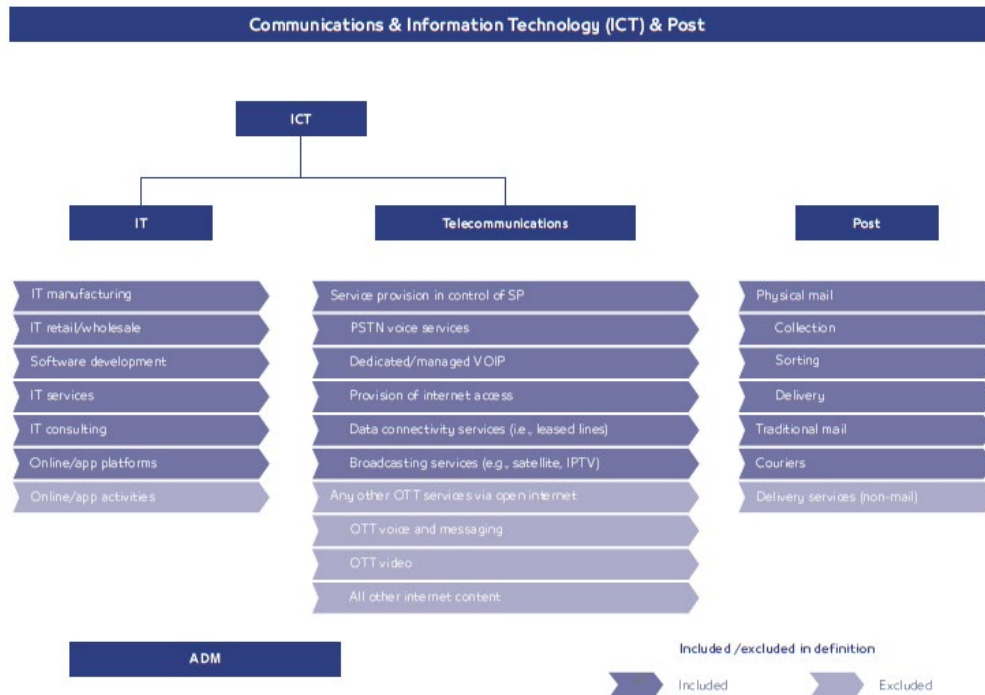 Communications & Information Technology (ICT) & Post
ICT
IT
Telecommunications
Post
IT manufacturing
IT retail/wholesale
Software development
IT services
IT consulting
Online/app platforms
Online/app activities
Service provision in control of SP
PSTN voice services
Dedicated/managed VOIP
Provision of internet access
Data connectivity services (i.e., leased lines)
Broadcasting services (e.g., satellite, IPTV)
Any other OTT services via open internet
OTT voice and messaging
OTT video
All other internet content
Physical mail
Collection
Sorting
Delivery
Traditional mail
Couriers
Delivery services (non-mail)
ADM
Included /excluded in definition
Included
Excluded